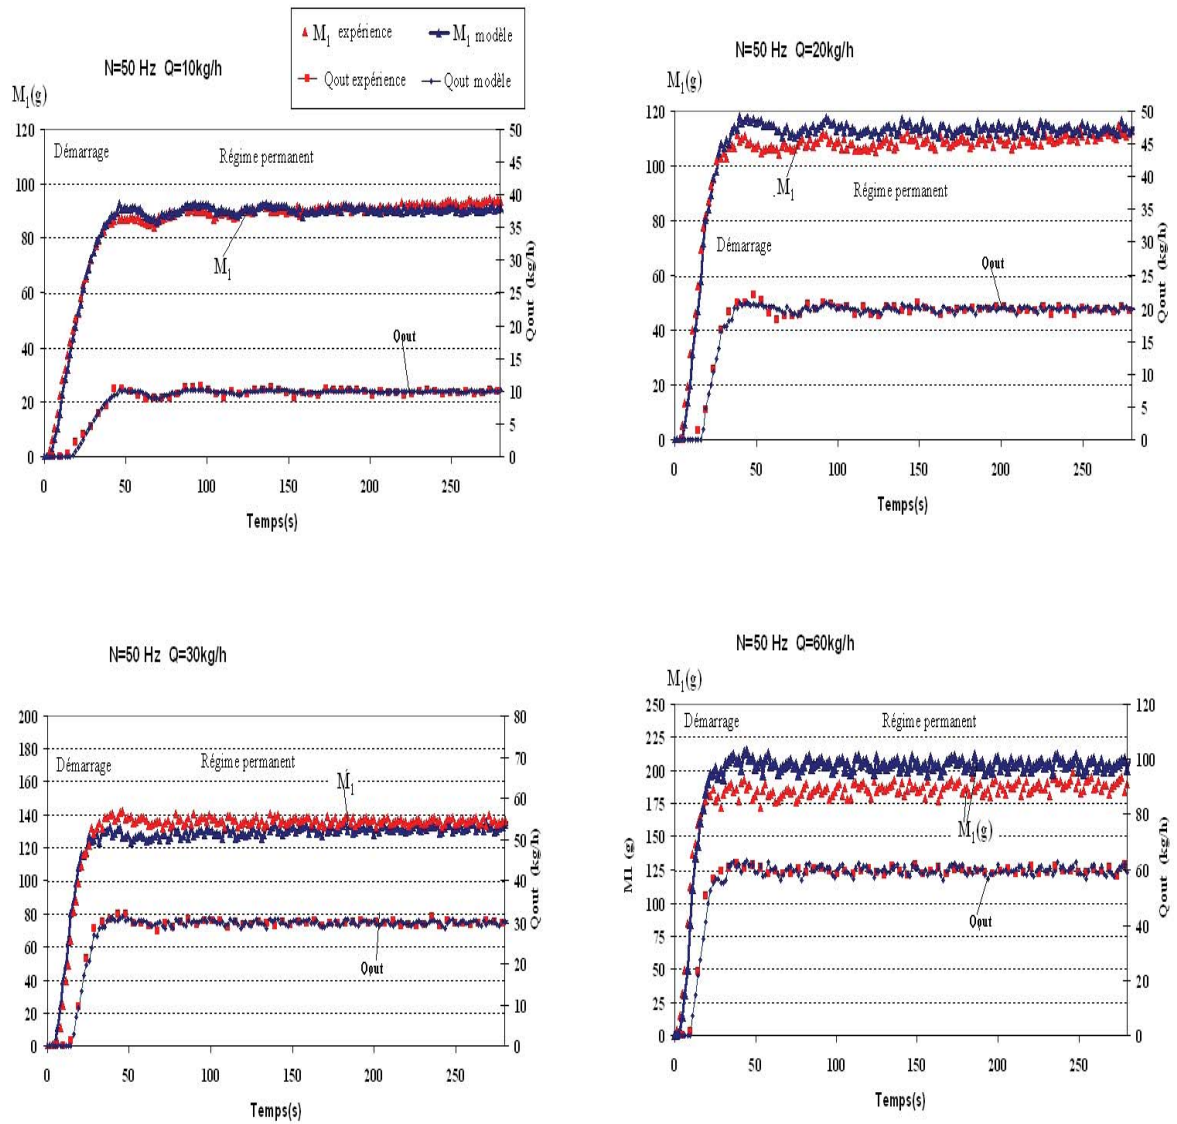 M1 expérience M1 modèle
Qout expérience Qout modèle
N=50 Hz Q=10kg/h
M1(g)
120
100
80
60
40
20
0
Démarrage
Régime permanent
M1
Qout
50
45
40
35
30
25
20
15
10
5
0
Qout (kg/h)
0 50 100 150 200 250
Temps(s)
N=50 Hz Q=20kg/h
M1(g)
120
100
80
60
40
20
0
M1
Régime permanent
Démarrage
Qout
50
45
40
35
30
25
20
15
10
5
0
Qout (kg/h)
0 50 100 150 200 250
Temps(s)
N=50 Hz Q=30kg/h
200
180
160
140
120
100
80
60
40
20
0
Démarrage
Régime permanent
M1
Qout
80
70
60
50
40
30
20
10
0
Qout (kg/h)
0 50 100 150 200 250
Temps(s)
N=50 Hz Q=60kg/h
M1(g)
250
225
200
175
150
125
100
75
50
25
0
M1 (g)
Démarrage
Régime permanent
M1(g)
Qout
120
100
80
60
40
20
0
Qout (kg/h)
0 50 100 150 200 250
Temps(s)